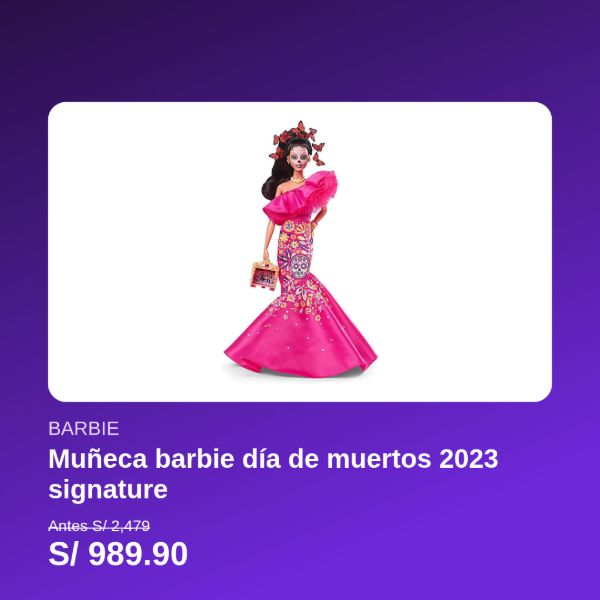 BARBIE
Muñeca barbie día de muertos 2023
signature
Antes S/ 2,479
S/ 989.90